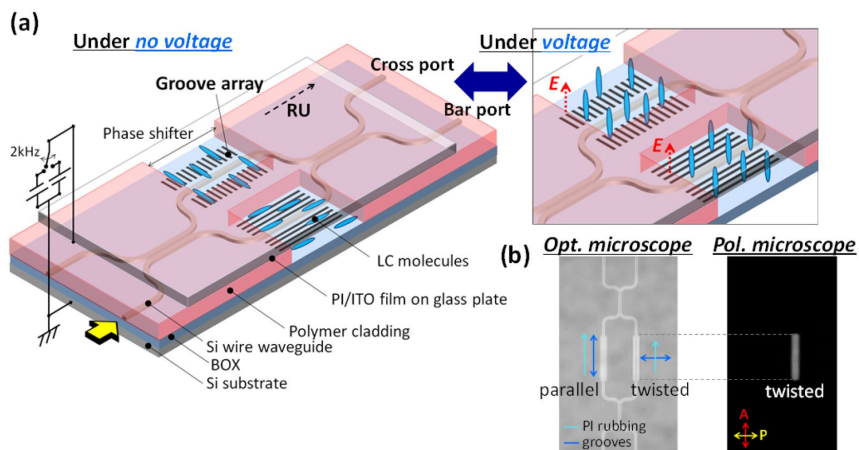 (a)
Under no voltage
Groove array
RU
Phase shifter
2kHz
Cross port
Bar port
Under voltage
E
E
LC molecules
PI/ITO film on glass plate
Polymer cladding
Si wire waveguide
BOX
Si substrate
(b)
Opt. microscope
Pol. microscope
parallel
twisted
PI rubbing
grooves
twisted
A
P